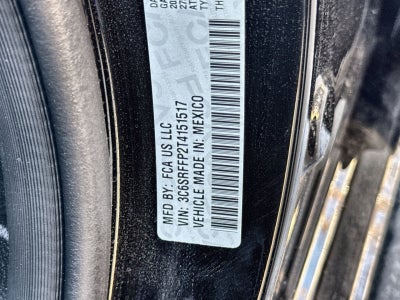 MFD BY: FCA US LLC
VIN: 3C6SRFFP2T4151517
VEHICLE MADE IN: MEXICO